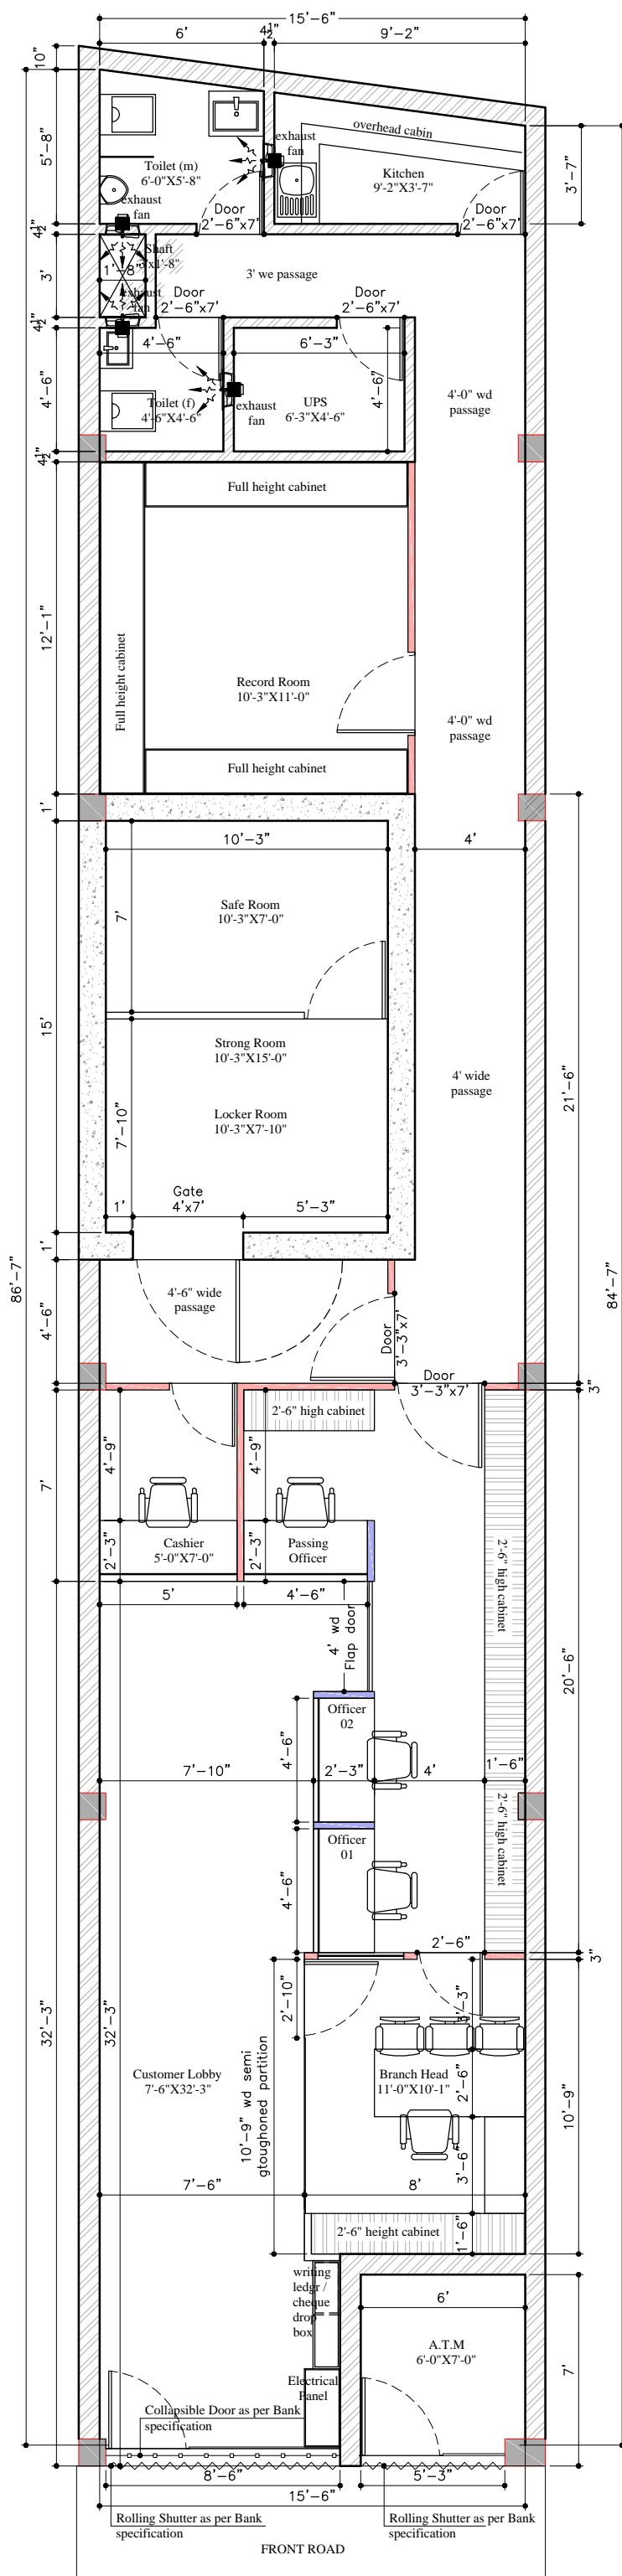 15'-6"
6'
4½"
9'-2"
10"
overhead cabin
exhaust
fan
Toilet (m)
6'-0"X5'-8"
Kitchen
9'-2"X3'-7"
5'-8"
3'-7"
exhaust
fan
Door
2'-6"x7'
Door
2'-6"x7'
4½"
Shaft
3'x1'-8"
1'-8"
3'
3' we passage
exhaust
fan
Door
2'-6"x7'
Door
2'-6"x7'
4½"
4'-6"
6'-3"
4'-6"
Toilet (f)
4'-6"X4'-6"
exhaust
fan
UPS
6'-3"X4'-6"
4'-6"
4'-0" wd
passage
4½"
Full height cabinet
12'-1"
Full height cabinet
Record Room
10'-3"X11'-0"
4'-0" wd
passage
Full height cabinet
1'
10'-3"
4'
7'
Safe Room
10'-3"X7'-0"
15'
Strong Room
10'-3"X15'-0"
4' wide
passage
21'-6"
Locker Room
10'-3"X7'-10"
7'-10"
Gate
1'
4'x7'
5'-3"
1'
86'-7"
84'-7"
4'-6"
4'-6" wide
passage
Door
3'-3"x7'
Door
3'-3"x7'
3"
2'-6" high cabinet
4'-9"
4'-9"
7'
2'-3"
Cashier
5'-0"X7'-0"
2'-3"
Passing
Officer
2'-6" high cabinet
5'
4'-6"
4' wd
Flap door
20'-6"
Officer
02
4'-6"
7'-10"
2'-3"
4'
1'-6"
2'-6" high cabinet
Officer
01
4'-6"
2'-6"
3"
2'-10"
3'-3"
32'-3"
32'-3"
Customer Lobby
7'-6"X32'-3"
10'-9" wd semi
gtoughoned partition
Branch Head
11'-0"X10'-1"
2'-6"
10'-9"
3'-6"
7'-6"
8'
2'-6" height cabinet
1'-6"
writing
ledgr /
cheque
drop
box
6'
A.T.M
6'-0"X7'-0"
7'
Electrical
Panel
Collapsible Door as per Bank
specification
8'-6"
5'-3"
15'-6"
Rolling Shutter as per Bank
specification
Rolling Shutter as per Bank
specification
FRONT ROAD